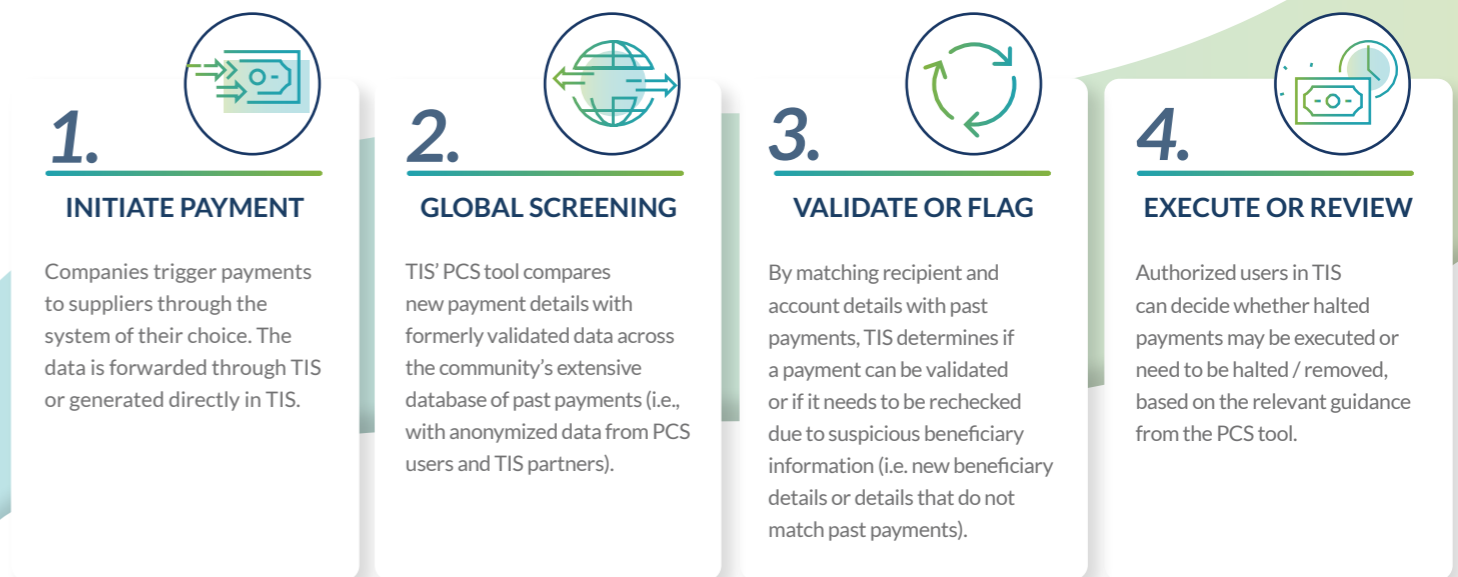 1.
INITIATE PAYMENT
Companies trigger payments
to suppliers through the
system of their choice. The
data is forwarded through TIS
or generated directly in TIS.
2.
GLOBAL SCREENING
TIS’ PCS tool compares
new payment details with
formerly validated data across
the community’s extensive
database of past payments (i.e.,
with anonymized data from PCS
users and TIS partners).
3.
VALIDATE OR FLAG
By matching recipient and
account details with past
payments, TIS determines if
a payment can be validated
or if it needs to be rechecked
due to suspicious beneficiary
information (i.e. new beneficiary
details or details that do not
match past payments).
4.
EXECUTE OR REVIEW
Authorized users in TIS
can decide whether halted
payments may be executed or
need to be halted / removed,
based on the relevant guidance
from the PCS tool.